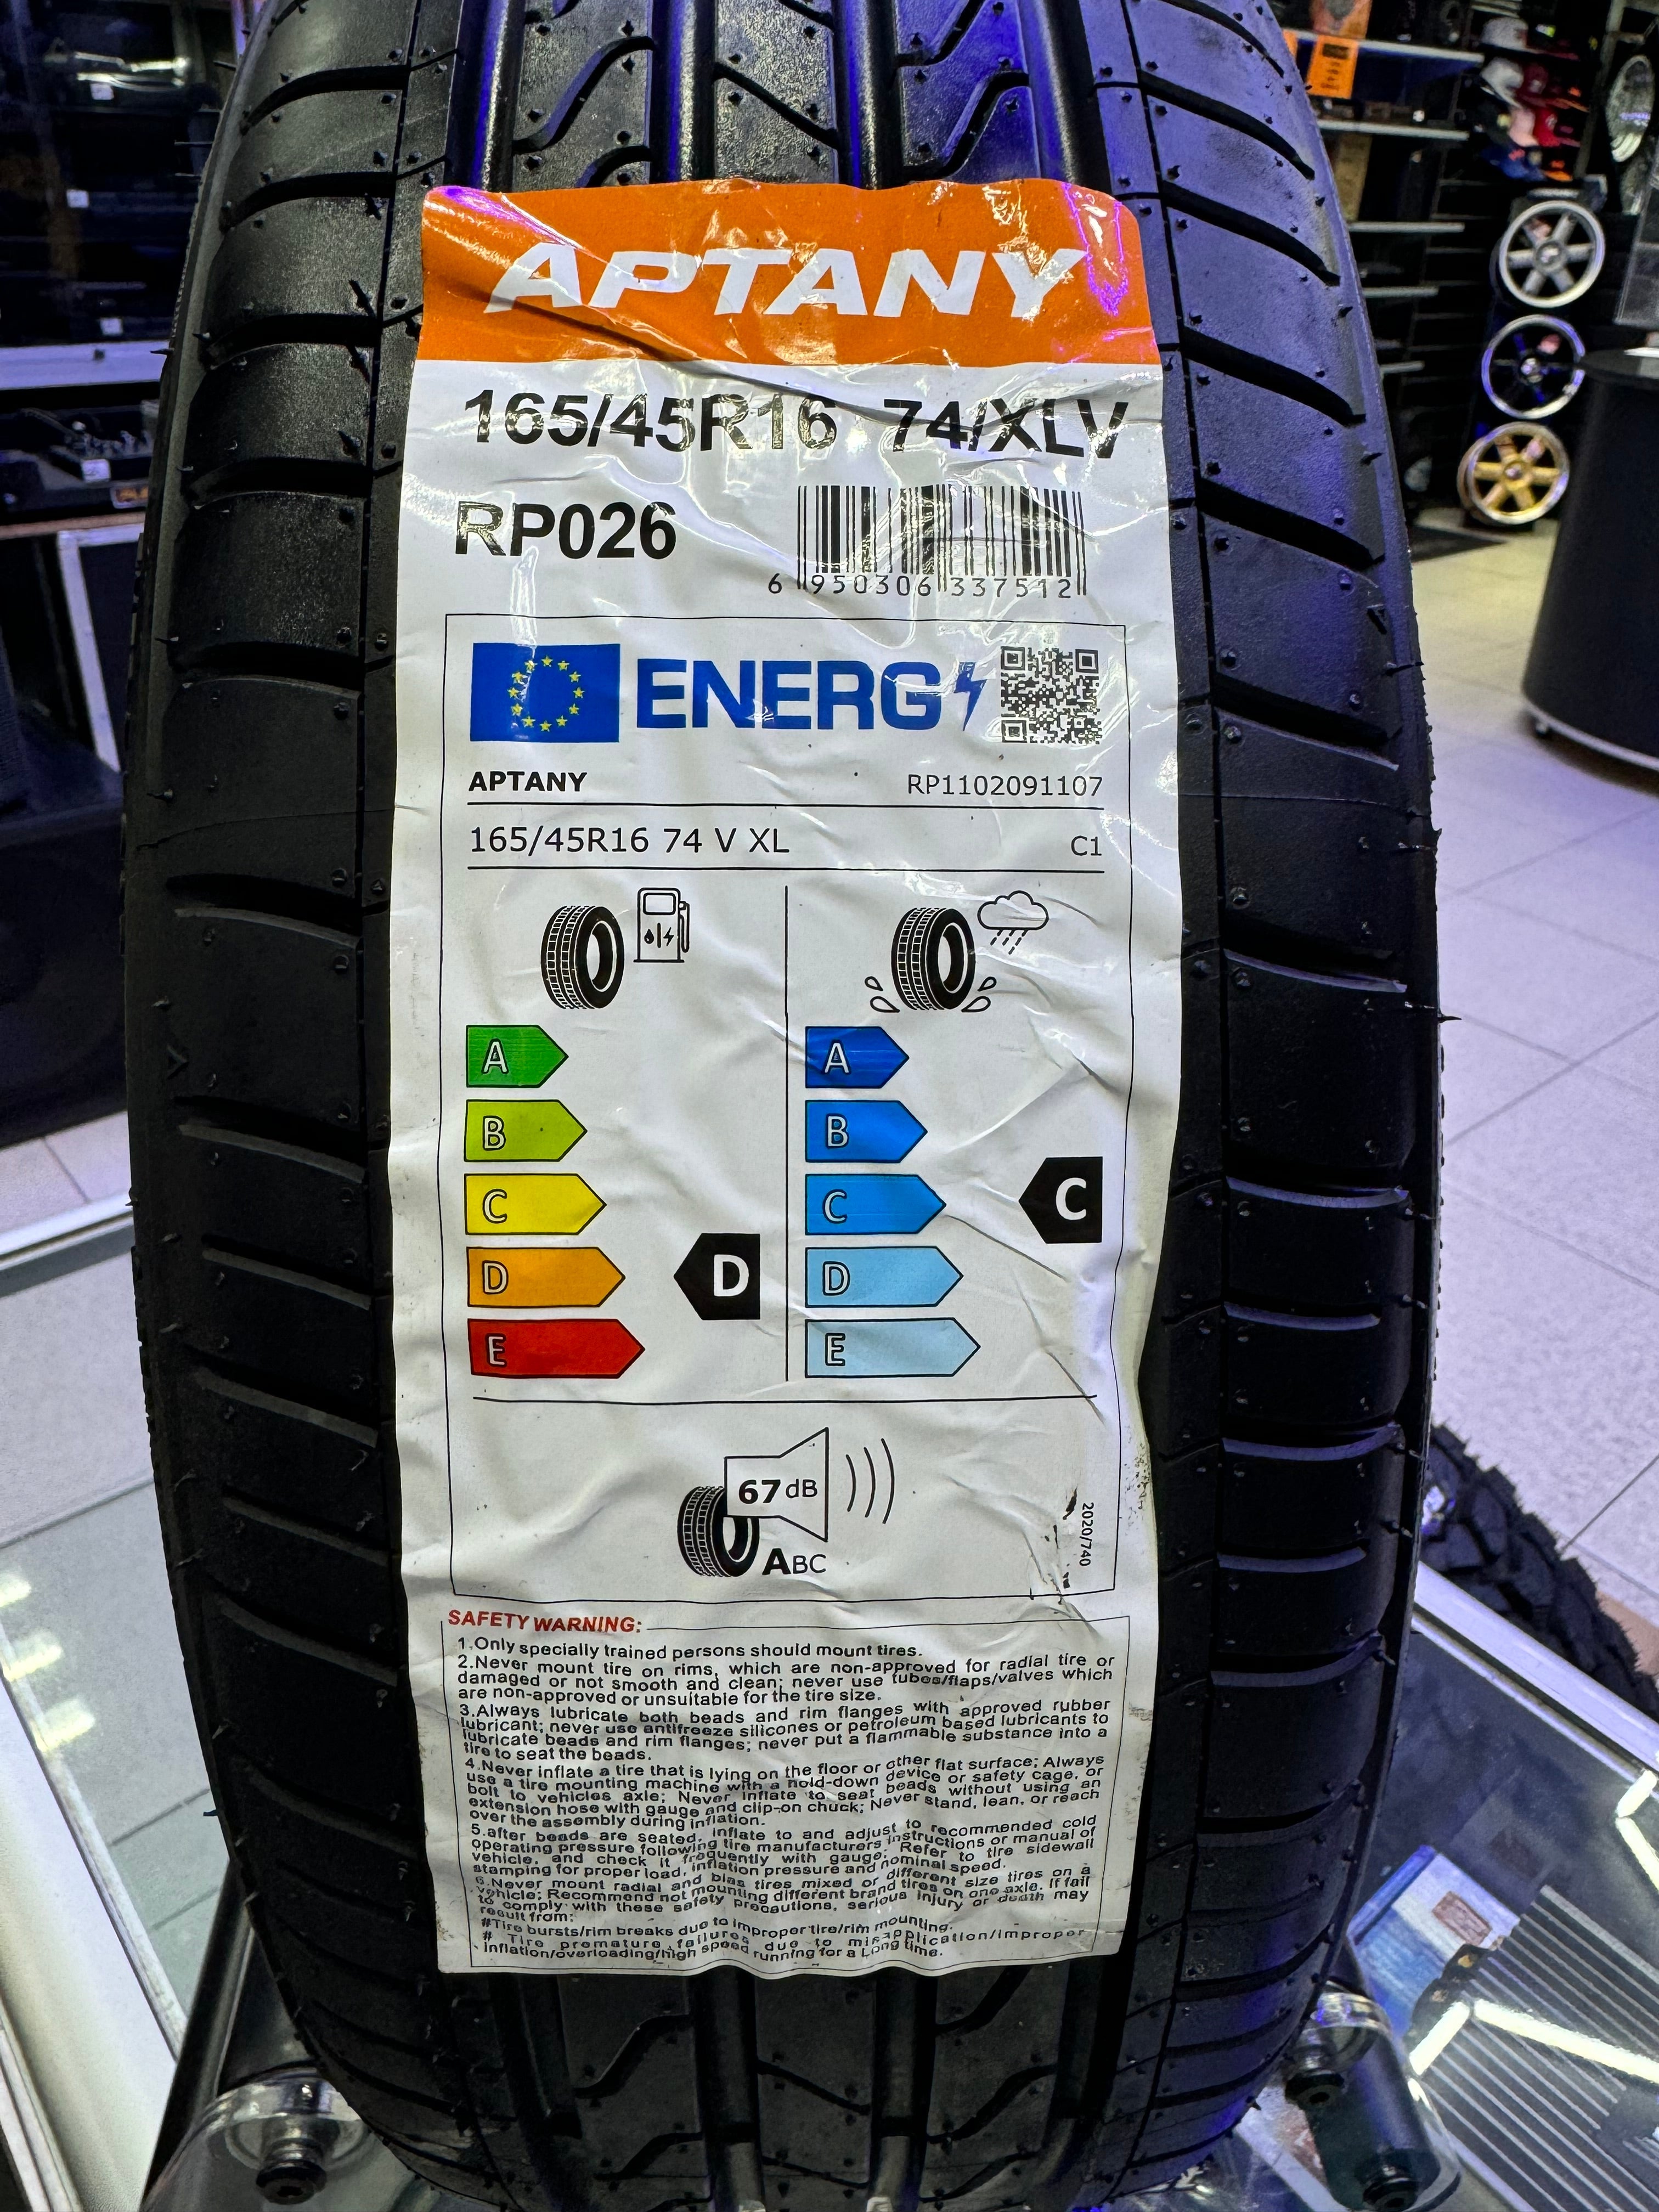 APTANY
165/45R16 74/XLV
RP026
6 950306 337512
ENERG
APTANY RP1102091107
165/45R16 74 V XL C1
A A
B B
C C C
D D D
E E
67 dB
ABC
2020/740
SAFETY WARNING:
1.Only specially trained persons should mount tires.
2.Never mount tire on rims, which are non-approved for radial tire or
damaged or not smooth and clean; never use tubes/flaps/valves which
are non-approved or unsuitable for the tire size.
3.Always lubricate both beads and rim flanges with approved rubber
lubricant; never use antifreeze silicones or petroleum based lubricants to
lubricate beads and rim flanges; never put a flammable substance into a
tire to seat the beads.
4.Never inflate a tire that is lying on the floor or other flat surface; Always
use a tire mounting machine with a hold-down device or safety cage, or
bolt to vehicles axle; Never inflate to seat beads without using an
extension hose with gauge and clip-on chuck; Never stand, lean, or reach
over the assembly during inflation.
5.after beads are seated, inflate to and adjust to recommended cold
operating pressure following tire manufacturers instructions or manual of
vehicle, and check it frequently with gauge; Refer to tire sidewall
stamping for proper load, inflation pressure and nominal speed.
6.Never mount radial and bias tires mixed or different size tires on a
vehicle; Recommend not mounting different brand tires on one axle. If fail
to comply with these safety precautions, serious injury or death may
result from:
#Tire bursts/rim breaks due to improper tire/rim mounting.
# Tire premature failures due to misapplication/improper
inflation/overloading/high speed running for a Long time.